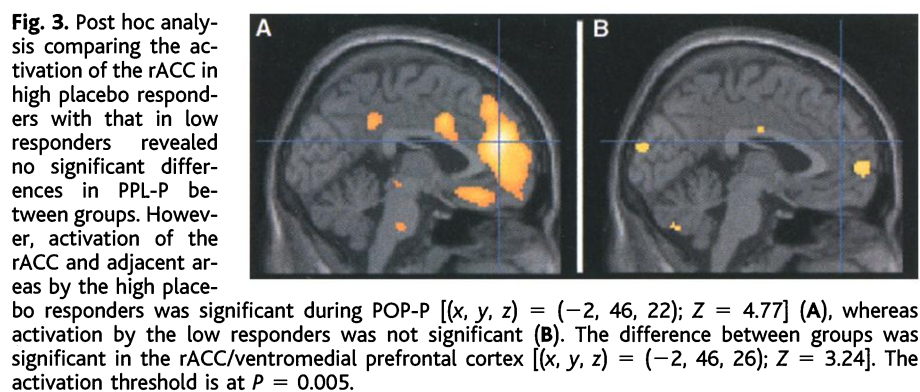 Fig. 3. Post hoc analy-
sis comparing the ac-
tivation of the rACC in
high placebo respond-
ers with that in low
responders revealed
no significant differ-
ences in PPL-P be-
tween groups. Howev-
er, activation of the
rACC and adjacent ar-
eas by the high place-
bo responders was significant during POP-P [(x, y, z) = (−2, 46, 22); Z = 4.77] (A), whereas
activation by the low responders was not significant (B). The difference between groups was
significant in the rACC/ventromedial prefrontal cortex [(x, y, z) = (−2, 46, 26); Z = 3.24]. The
activation threshold is at P = 0.005.
A
B